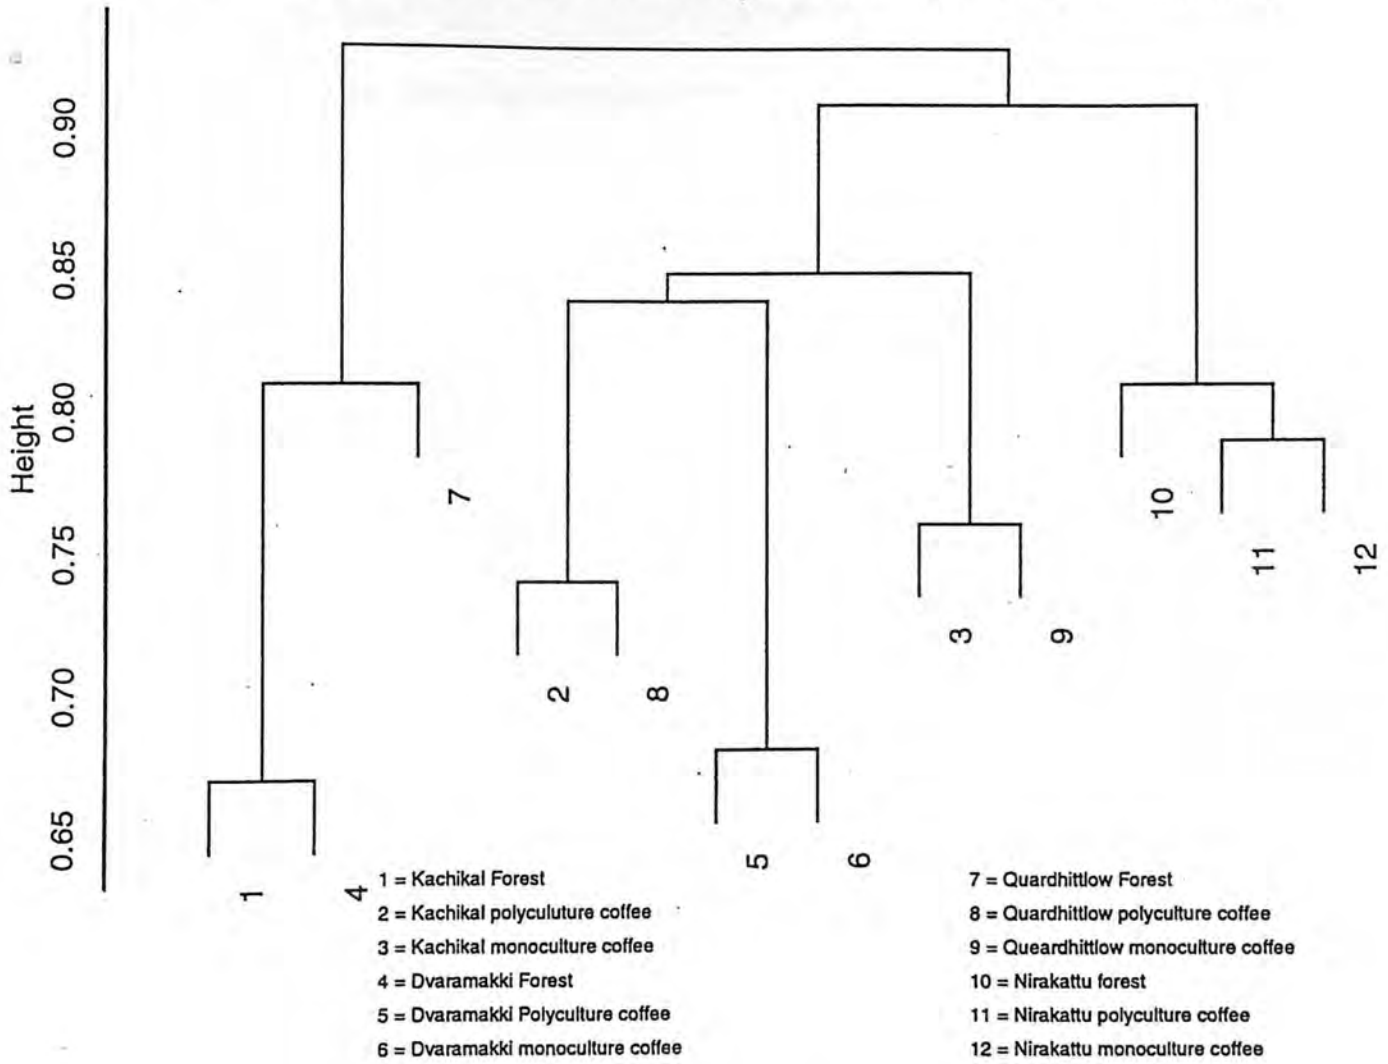 Height
0.90
0.85
0.80
0.75
0.70
0.65
1
4
7
2
8
5
6
3
9
10
11
12
1 = Kachikal Forest
2 = Kachikal polyculuture coffee
3 = Kachikal monoculture coffee
4 = Dvaramakki Forest
5 = Dvaramakki Polyculture coffee
6 = Dvaramakki monoculture coffee
7 = Quardhittlow Forest
8 = Quardhittlow polyculture coffee
9 = Queardhittlow monoculture coffee
10 = Nirakattu forest
11 = Nirakattu polyculture coffee
12 = Nirakattu monoculture coffee